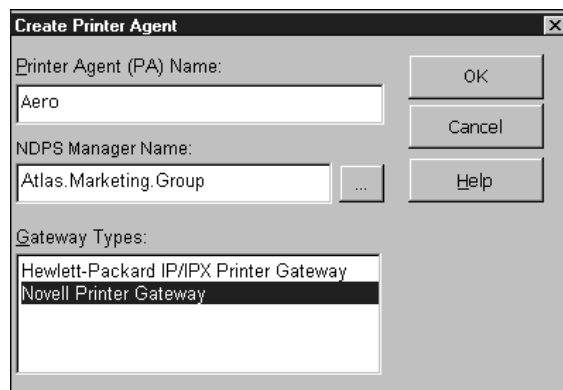 Create Printer Agent
Printer Agent (PA) Name:
Aero
NDPS Manager Name:
Atlas.Marketing.Group
...
Gateway Types:
Hewlett-Packard IP/IPX Printer Gateway
Novell Printer Gateway
OK
Cancel
Help